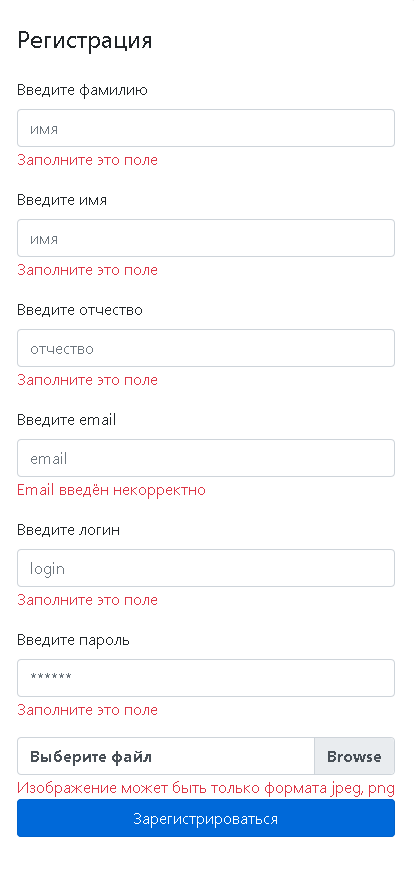 Регистрация
Введите фамилию
имя
Заполните это поле
Введите имя
имя
Заполните это поле
Введите отчество
отчество
Заполните это поле
Введите email
email
Email введён некорректно
Введите логин
login
Заполните это поле
Введите пароль
******
Заполните это поле
Выберите файл Browse
Изображение может быть только формата jpeg, png
Зарегистрироваться